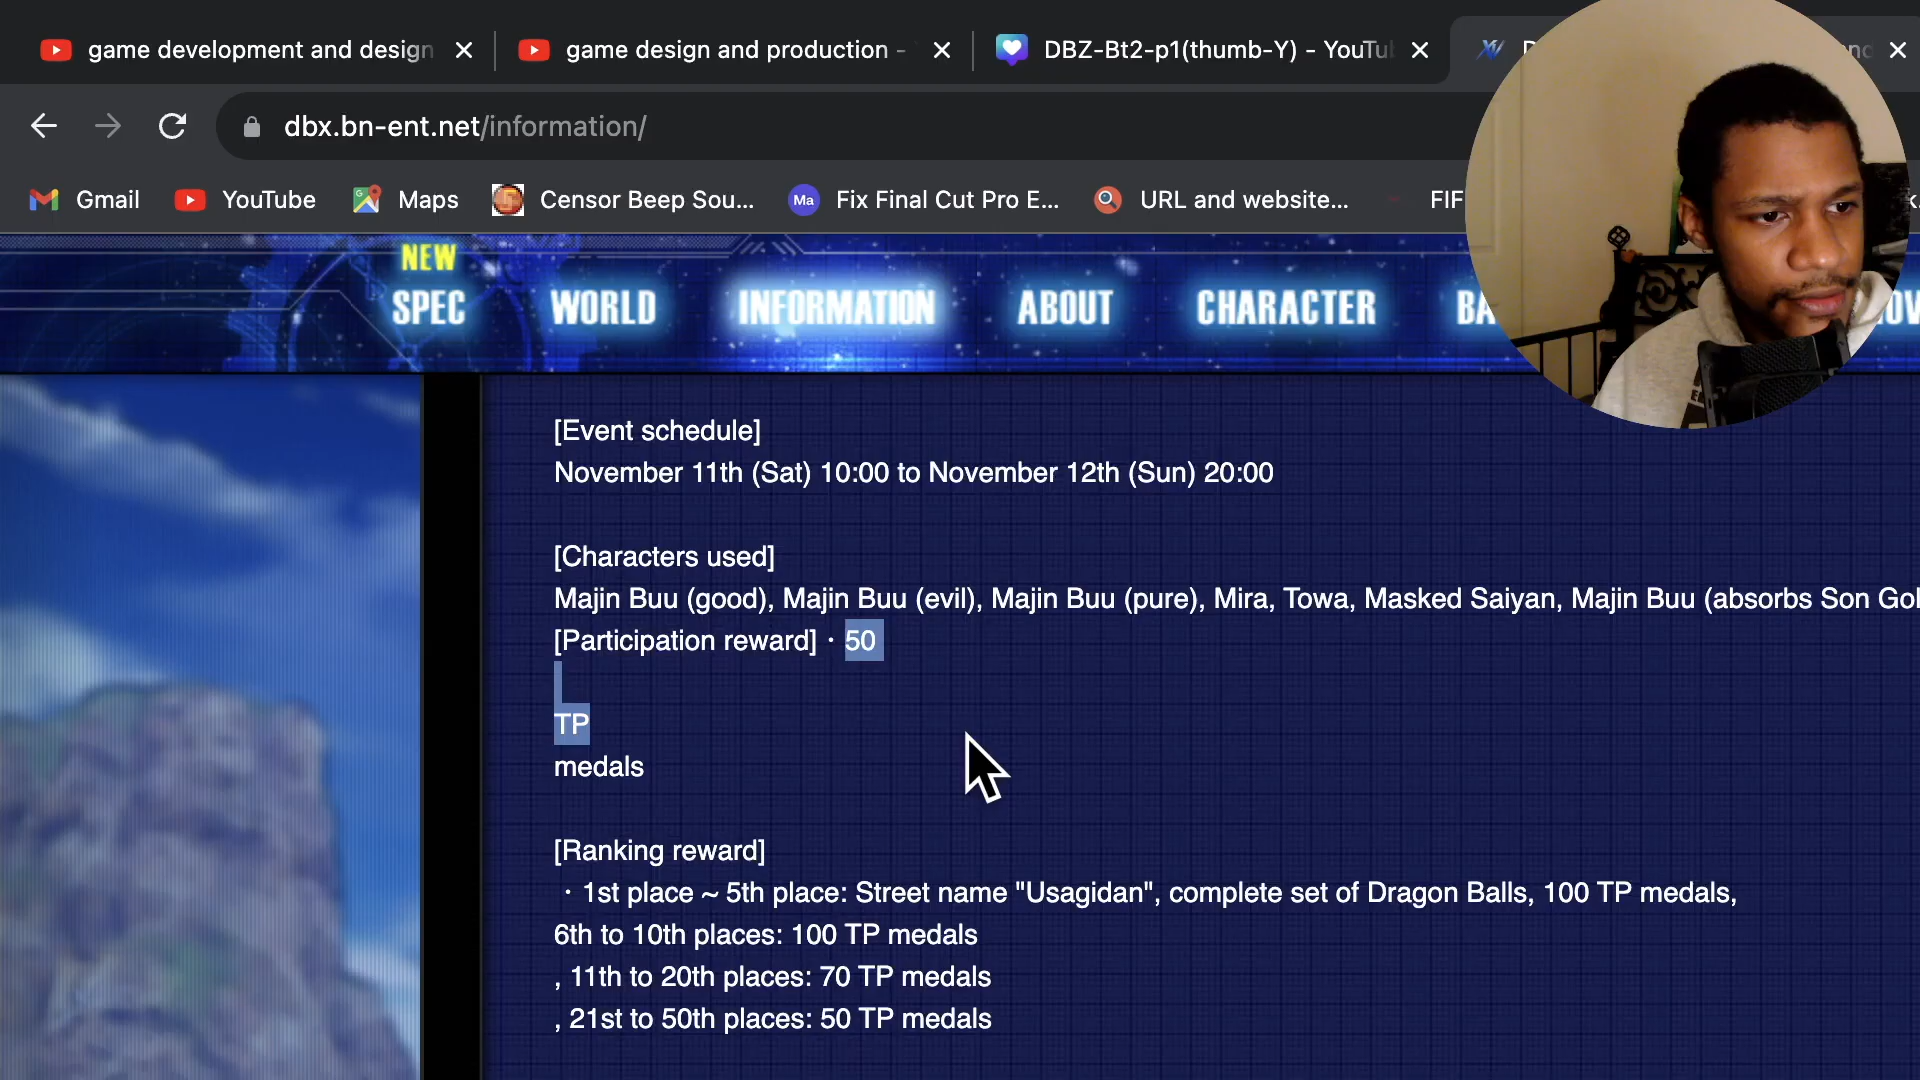 game development and design
game design and production -
DBZ-Bt2-p1(thumb-Y) - YouTu
dbx.bn-ent.net/information/
Gmail
YouTube
Maps
Censor Beep Sou...
Ma
Fix Final Cut Pro E...
URL and website...
FIF
NEW
SPEC
WORLD
INFORMATION
ABOUT
CHARACTER
BA
[Event schedule]
November 11th (Sat) 10:00 to November 12th (Sun) 20:00
[Characters used]
Majin Buu (good), Majin Buu (evil), Majin Buu (pure), Mira, Towa, Masked Saiyan, Majin Buu (absorbs Son Go
[Participation reward]・50
TP
medals
[Ranking reward]
・1st place ~ 5th place: Street name "Usagidan", complete set of Dragon Balls, 100 TP medals,
6th to 10th places: 100 TP medals
, 11th to 20th places: 70 TP medals
, 21st to 50th places: 50 TP medals